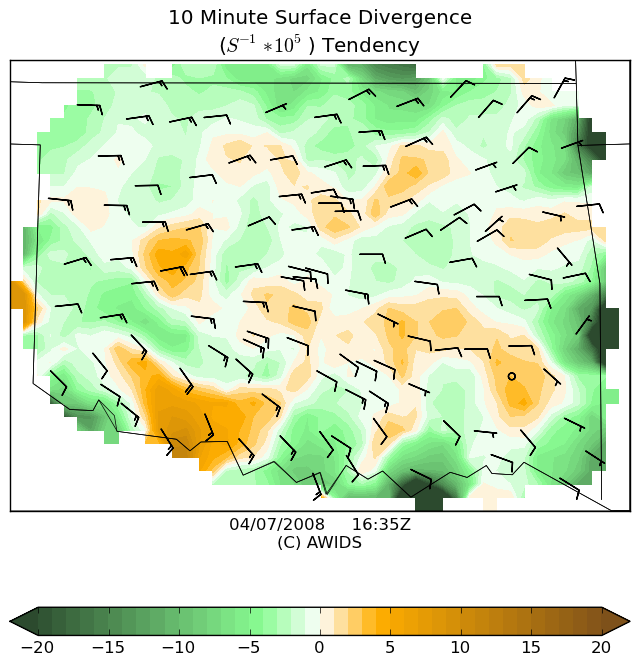 10 Minute Surface Divergence
(S⁻¹ *10⁵ ) Tendency
04/07/2008 16:35Z
(C) AWIDS
−20 −15 −10 −5 0 5 10 15 20